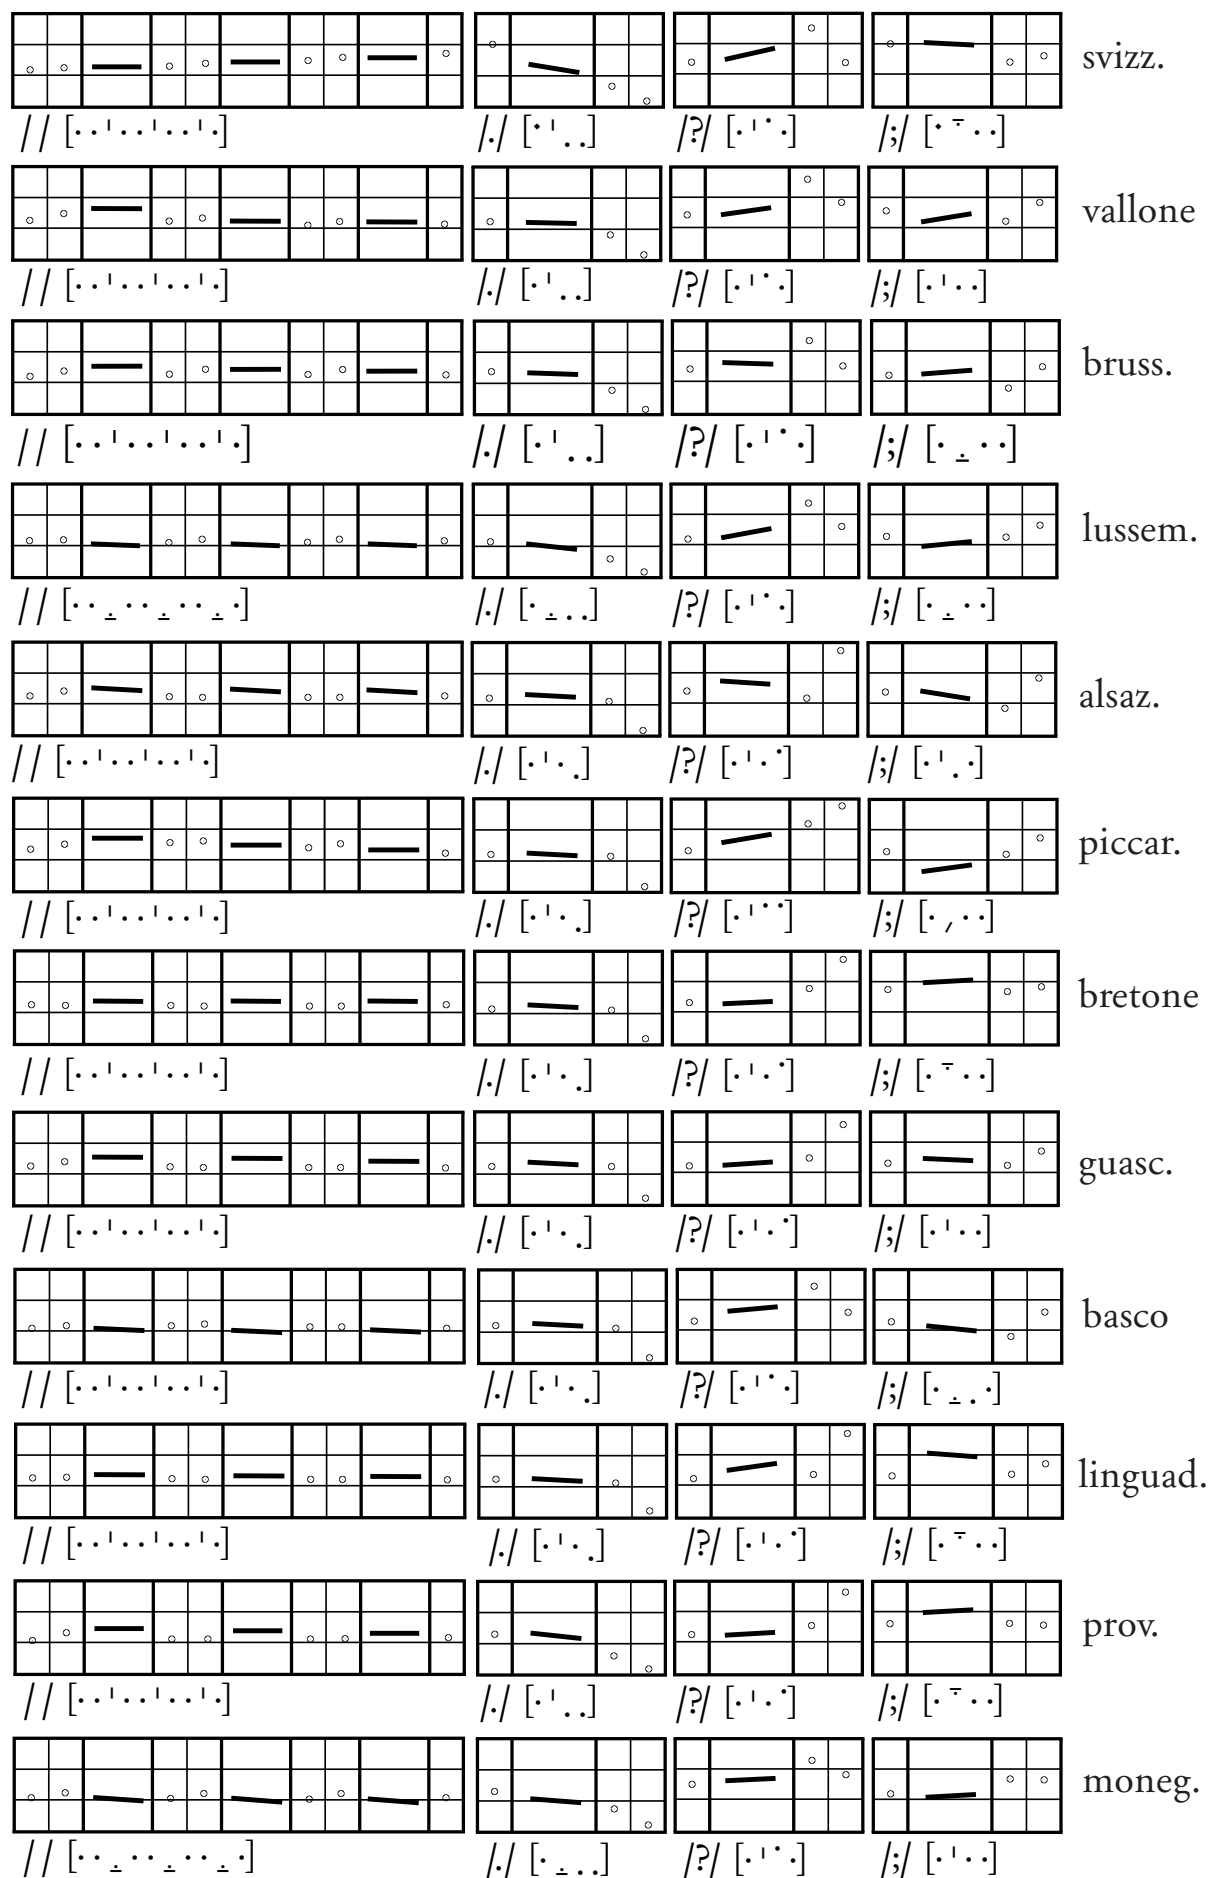 svizz.
/ / [· · ˈ · · ˈ · · ˈ ·] /./ [˙ ˈ . .] /?/ [· ˈ ˙ ·] /;/ [˙ ⁻̣ · ·]
vallone
/ / [· · ˈ · · ˈ · · ˈ ·] /./ [· ˈ . .] /?/ [· ˈ ˙ ·] /;/ [· ˈ · ·]
bruss.
/ / [· · ˈ · · ˈ · · ˈ ·] /./ [· ˈ . .] /?/ [· ˈ ˙ ·] /;/ [· ⸳̲ · ·]
lussem.
/ / [· · ⸳̲ · · ⸳̲ · · ⸳̲ ·] /./ [· ⸳̲ . .] /?/ [· ˈ ˙ ·] /;/ [· ⸳̲ · ·]
alsaz.
/ / [· · ˈ · · ˈ · · ˈ ·] /./ [· ˈ · .] /?/ [· ˈ · ˙] /;/ [· ˈ . ·]
piccar.
/ / [· · ˈ · · ˈ · · ˈ ·] /./ [· ˈ · .] /?/ [· ˈ ˙ ˙] /;/ [· ˏ · ·]
bretone
/ / [· · ˈ · · ˈ · · ˈ ·] /./ [· ˈ · .] /?/ [· ˈ · ˙] /;/ [· ⁻̣ · ·]
guasc.
/ / [· · ˈ · · ˈ · · ˈ ·] /./ [· ˈ · .] /?/ [· ˈ · ˙] /;/ [· ˈ · ·]
basco
/ / [· · ˈ · · ˈ · · ˈ ·] /./ [· ˈ · .] /?/ [· ˈ ˙ ·] /;/ [· ⸳̲ . ·]
linguad.
/ / [· · ˈ · · ˈ · · ˈ ·] /./ [· ˈ · .] /?/ [· ˈ · ˙] /;/ [· ⁻̣ · ·]
prov.
/ / [· · ˈ · · ˈ · · ˈ ·] /./ [· ˈ . .] /?/ [· ˈ · ˙] /;/ [· ⁻̣ · ·]
moneg.
/ / [· · ⸳̲ · · ⸳̲ · · ⸳̲ ·] /./ [· ⸳̲ . .] /?/ [· ˈ ˙ ·] /;/ [· ˈ · ·]